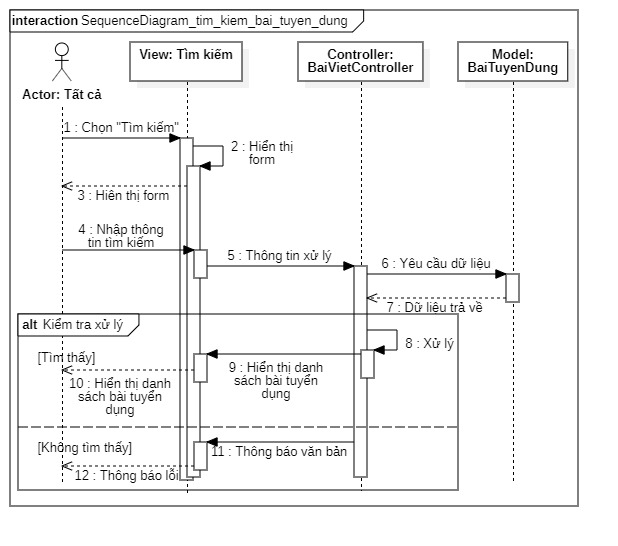 interaction SequenceDiagram_tim_kiem_bai_tuyen_dung
Actor: Tất cả
View: Tìm kiếm
Controller:
BaiVietController
Model:
BaiTuyenDung
1 : Chọn "Tìm kiếm"
2 : Hiển thị
form
3 : Hiên thị form
4 : Nhập thông
tin tìm kiếm
5 : Thông tin xử lý
6 : Yêu cầu dữ liệu
7 : Dữ liệu trả về
alt Kiểm tra xử lý
8 : Xử lý
[Tìm thấy]
9 : Hiển thị danh
sách bài tuyển
dụng
10 : Hiển thị danh
sách bài tuyển
dụng
[Không tìm thấy]
11 : Thông báo văn bản
12 : Thông báo lỗi